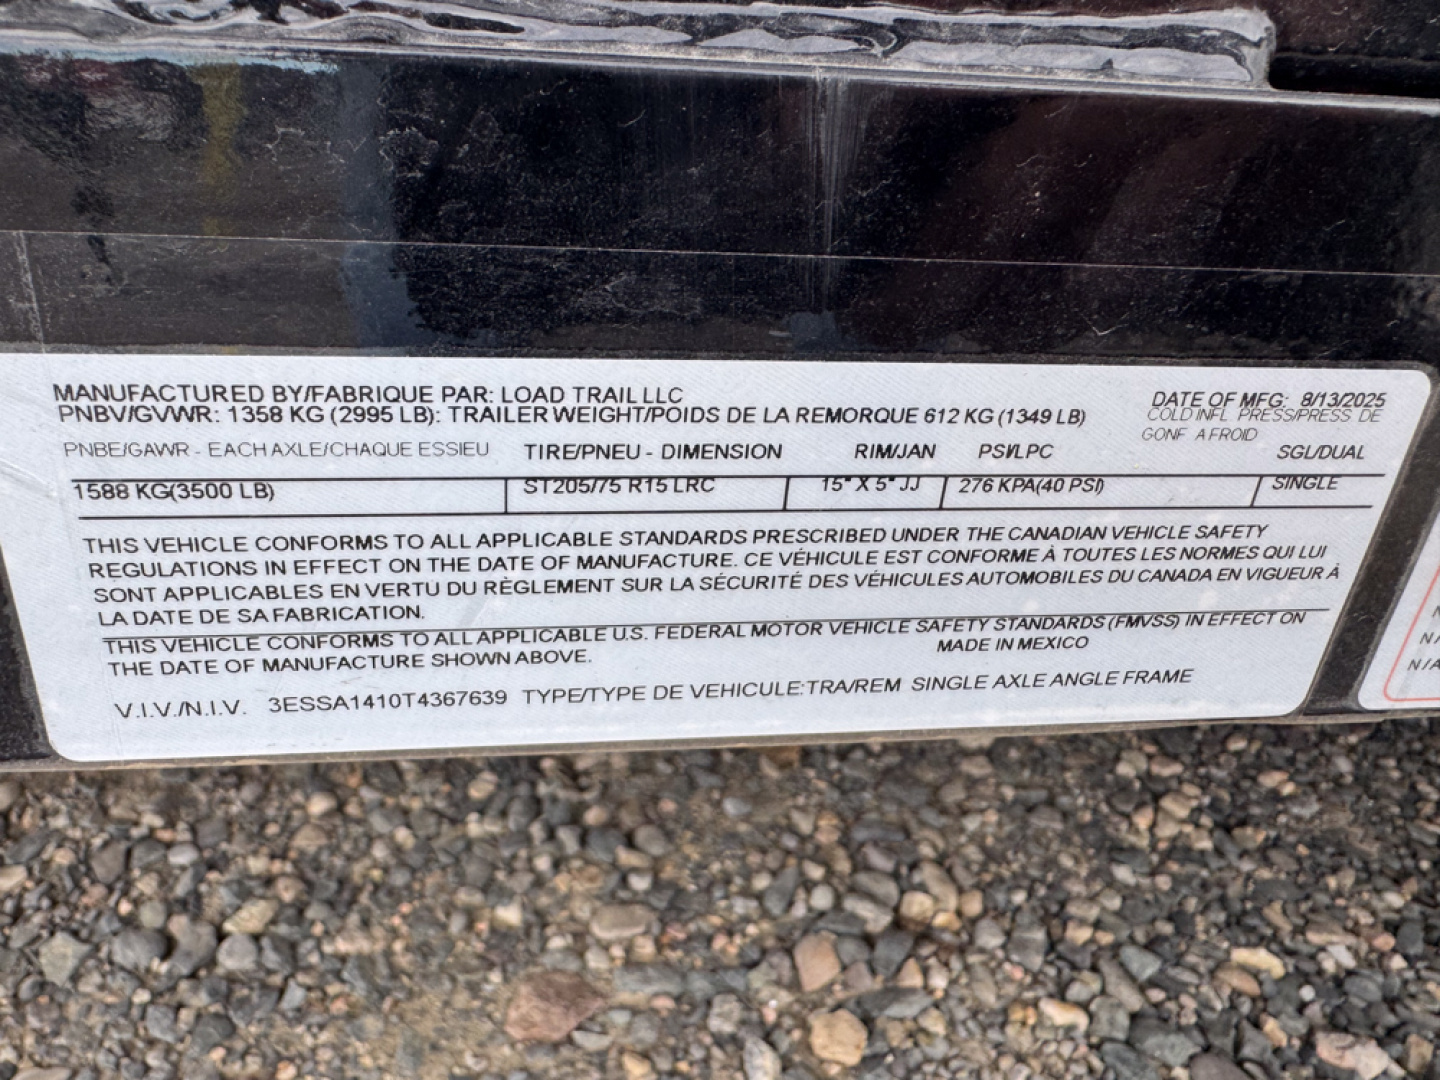 MANUFACTURED BY/FABRIQUE PAR: LOAD TRAIL LLC
DATE OF MFG: 8/13/2025
PNBV/GVWR: 1358 KG (2995 LB): TRAILER WEIGHT/POIDS DE LA REMORQUE 612 KG (1349 LB)
COLD INFL PRESS/PRESS. DE
GONF A FROID
PNBE/GAWR - EACH AXLE/CHAQUE ESSIEU TIRE/PNEU - DIMENSION RIM/JAN PSI/LPC SGL/DUAL
1588 KG(3500 LB) ST205/75 R15 LRC 15" X 5" JJ 276 KPA(40 PSI) SINGLE
THIS VEHICLE CONFORMS TO ALL APPLICABLE STANDARDS PRESCRIBED UNDER THE CANADIAN VEHICLE SAFETY
REGULATIONS IN EFFECT ON THE DATE OF MANUFACTURE. CE VÉHICULE EST CONFORME À TOUTES LES NORMES QUI LUI
SONT APPLICABLES EN VERTU DU RÈGLEMENT SUR LA SÉCURITÉ DES VÉHICULES AUTOMOBILES DU CANADA EN VIGUEUR À
LA DATE DE SA FABRICATION.
THIS VEHICLE CONFORMS TO ALL APPLICABLE U.S. FEDERAL MOTOR VEHICLE SAFETY STANDARDS (FMVSS) IN EFFECT ON
THE DATE OF MANUFACTURE SHOWN ABOVE. MADE IN MEXICO
V.I.V./N.I.V. 3ESSA1410T4367639 TYPE/TYPE DE VEHICULE:TRA/REM SINGLE AXLE ANGLE FRAME
N/A